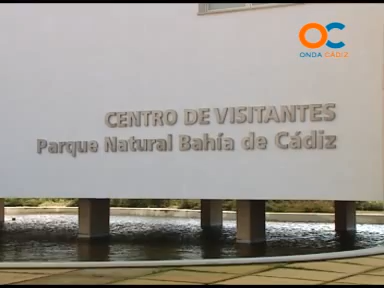 OC
ONDA CÁDIZ
CENTRO DE VISITANTES
Parque Natural Bahía de Cádiz